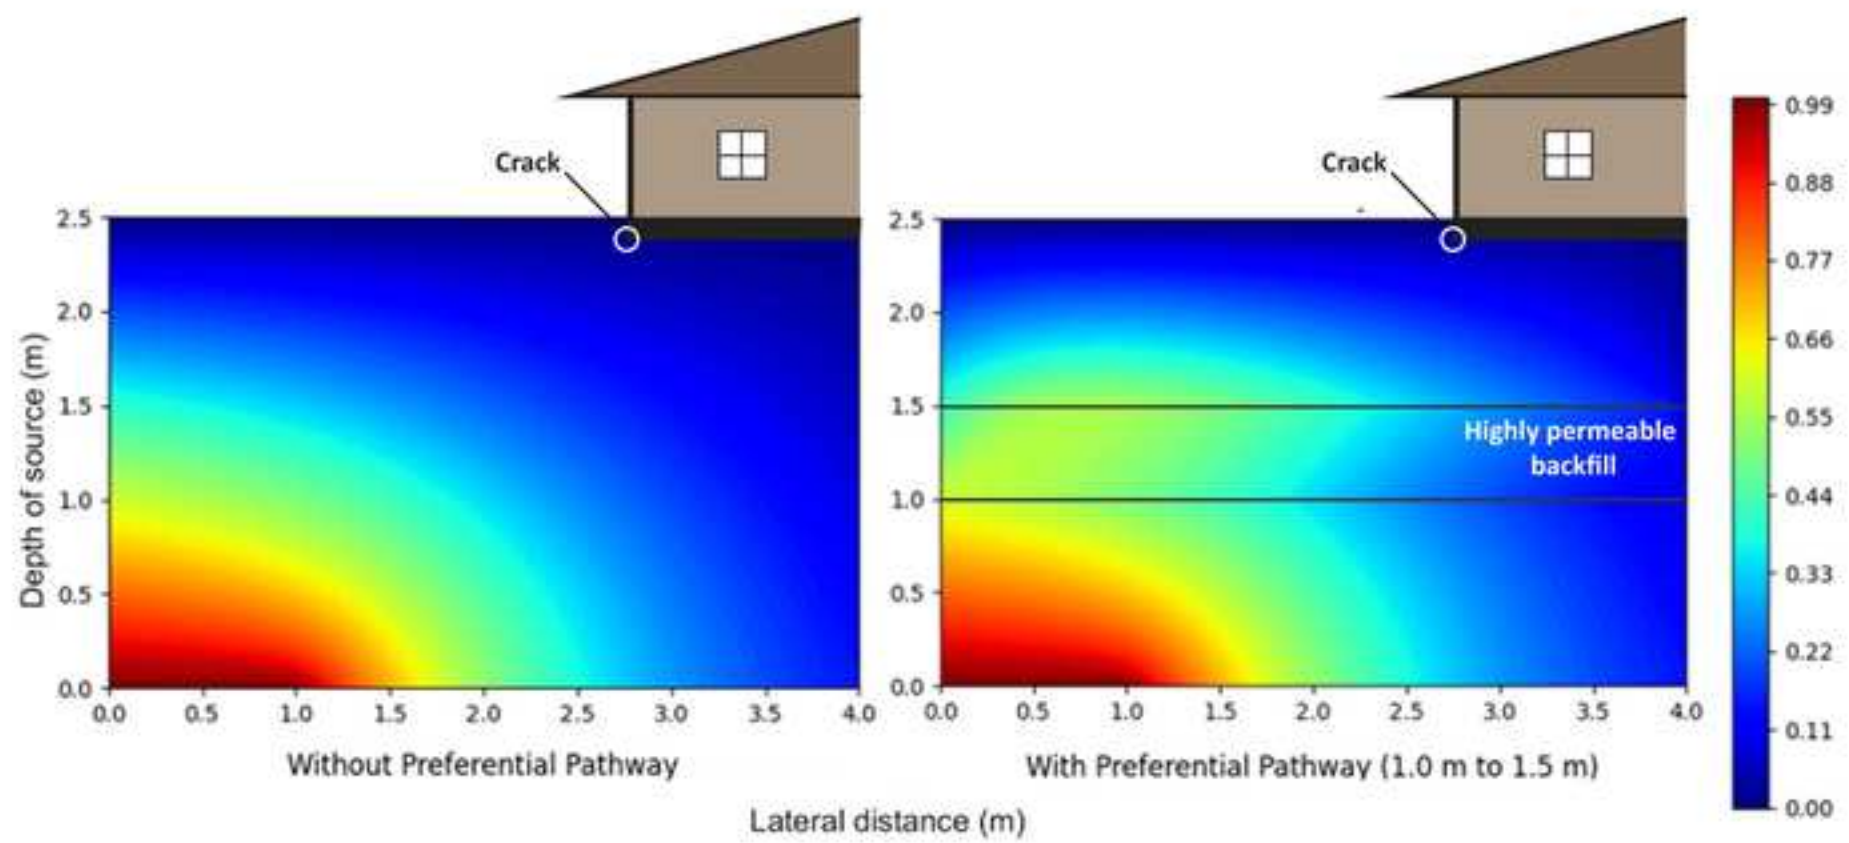 Crack
2.5
2.0
1.5
1.0
0.5
0.0
Depth of source (m)
0.0 0.5 1.0 1.5 2.0 2.5 3.0 3.5 4.0
Without Preferential Pathway
Crack
2.5
2.0
1.5
1.0
0.5
0.0
Highly permeable
backfill
0.0 0.5 1.0 1.5 2.0 2.5 3.0 3.5 4.0
With Preferential Pathway (1.0 m to 1.5 m)
0.99
0.88
0.77
0.66
0.55
0.44
0.33
0.22
0.11
0.00
Lateral distance (m)